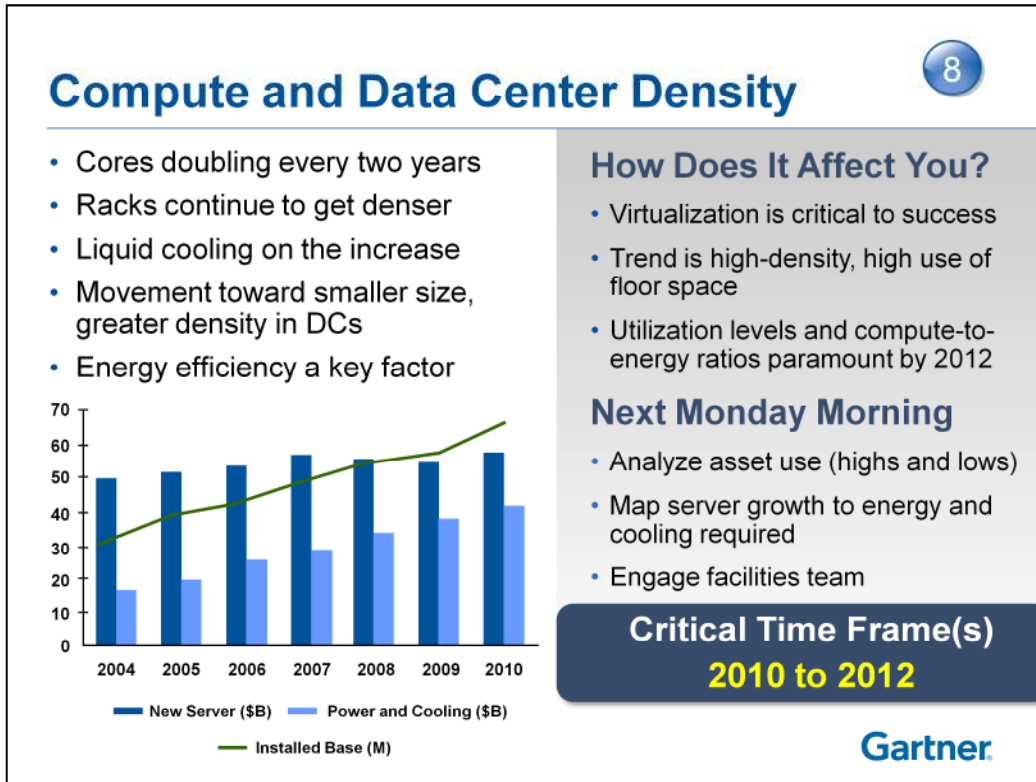 8
Compute and Data Center Density
• Cores doubling every two years
• Racks continue to get denser
• Liquid cooling on the increase
• Movement toward smaller size,
greater density in DCs
• Energy efficiency a key factor
70
60
50
40
30
20
10
0
2004 2005 2006 2007 2008 2009 2010
New Server ($B) Power and Cooling ($B)
Installed Base (M)
How Does It Affect You?
• Virtualization is critical to success
• Trend is high-density, high use of
floor space
• Utilization levels and compute-to-
energy ratios paramount by 2012
Next Monday Morning
• Analyze asset use (highs and lows)
• Map server growth to energy and
cooling required
• Engage facilities team
Critical Time Frame(s)
2010 to 2012
Gartner.